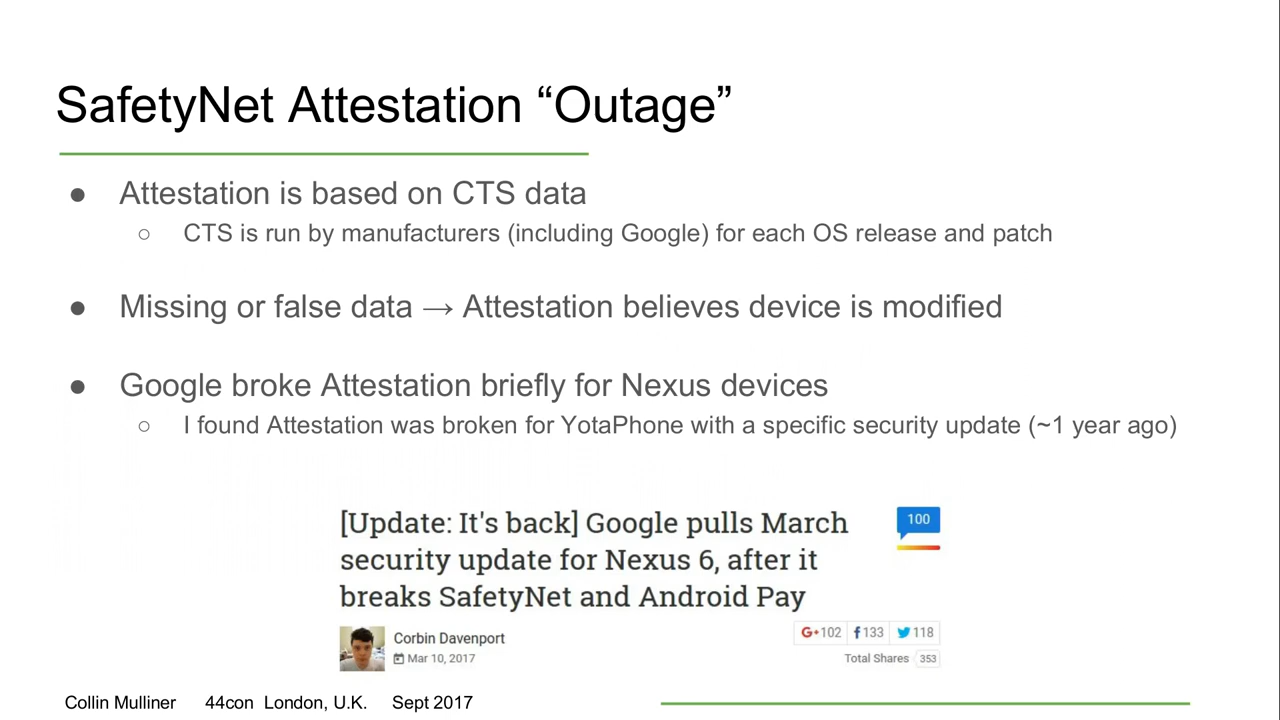 SafetyNet Attestation “Outage”
● Attestation is based on CTS data
○ CTS is run by manufacturers (including Google) for each OS release and patch
● Missing or false data → Attestation believes device is modified
● Google broke Attestation briefly for Nexus devices
○ I found Attestation was broken for YotaPhone with a specific security update (~1 year ago)
[Update: It's back] Google pulls March
security update for Nexus 6, after it
breaks SafetyNet and Android Pay
100
Corbin Davenport
Mar 10, 2017
G+ 102 f 133 118
Total Shares 353
Collin Mulliner 44con London, U.K. Sept 2017